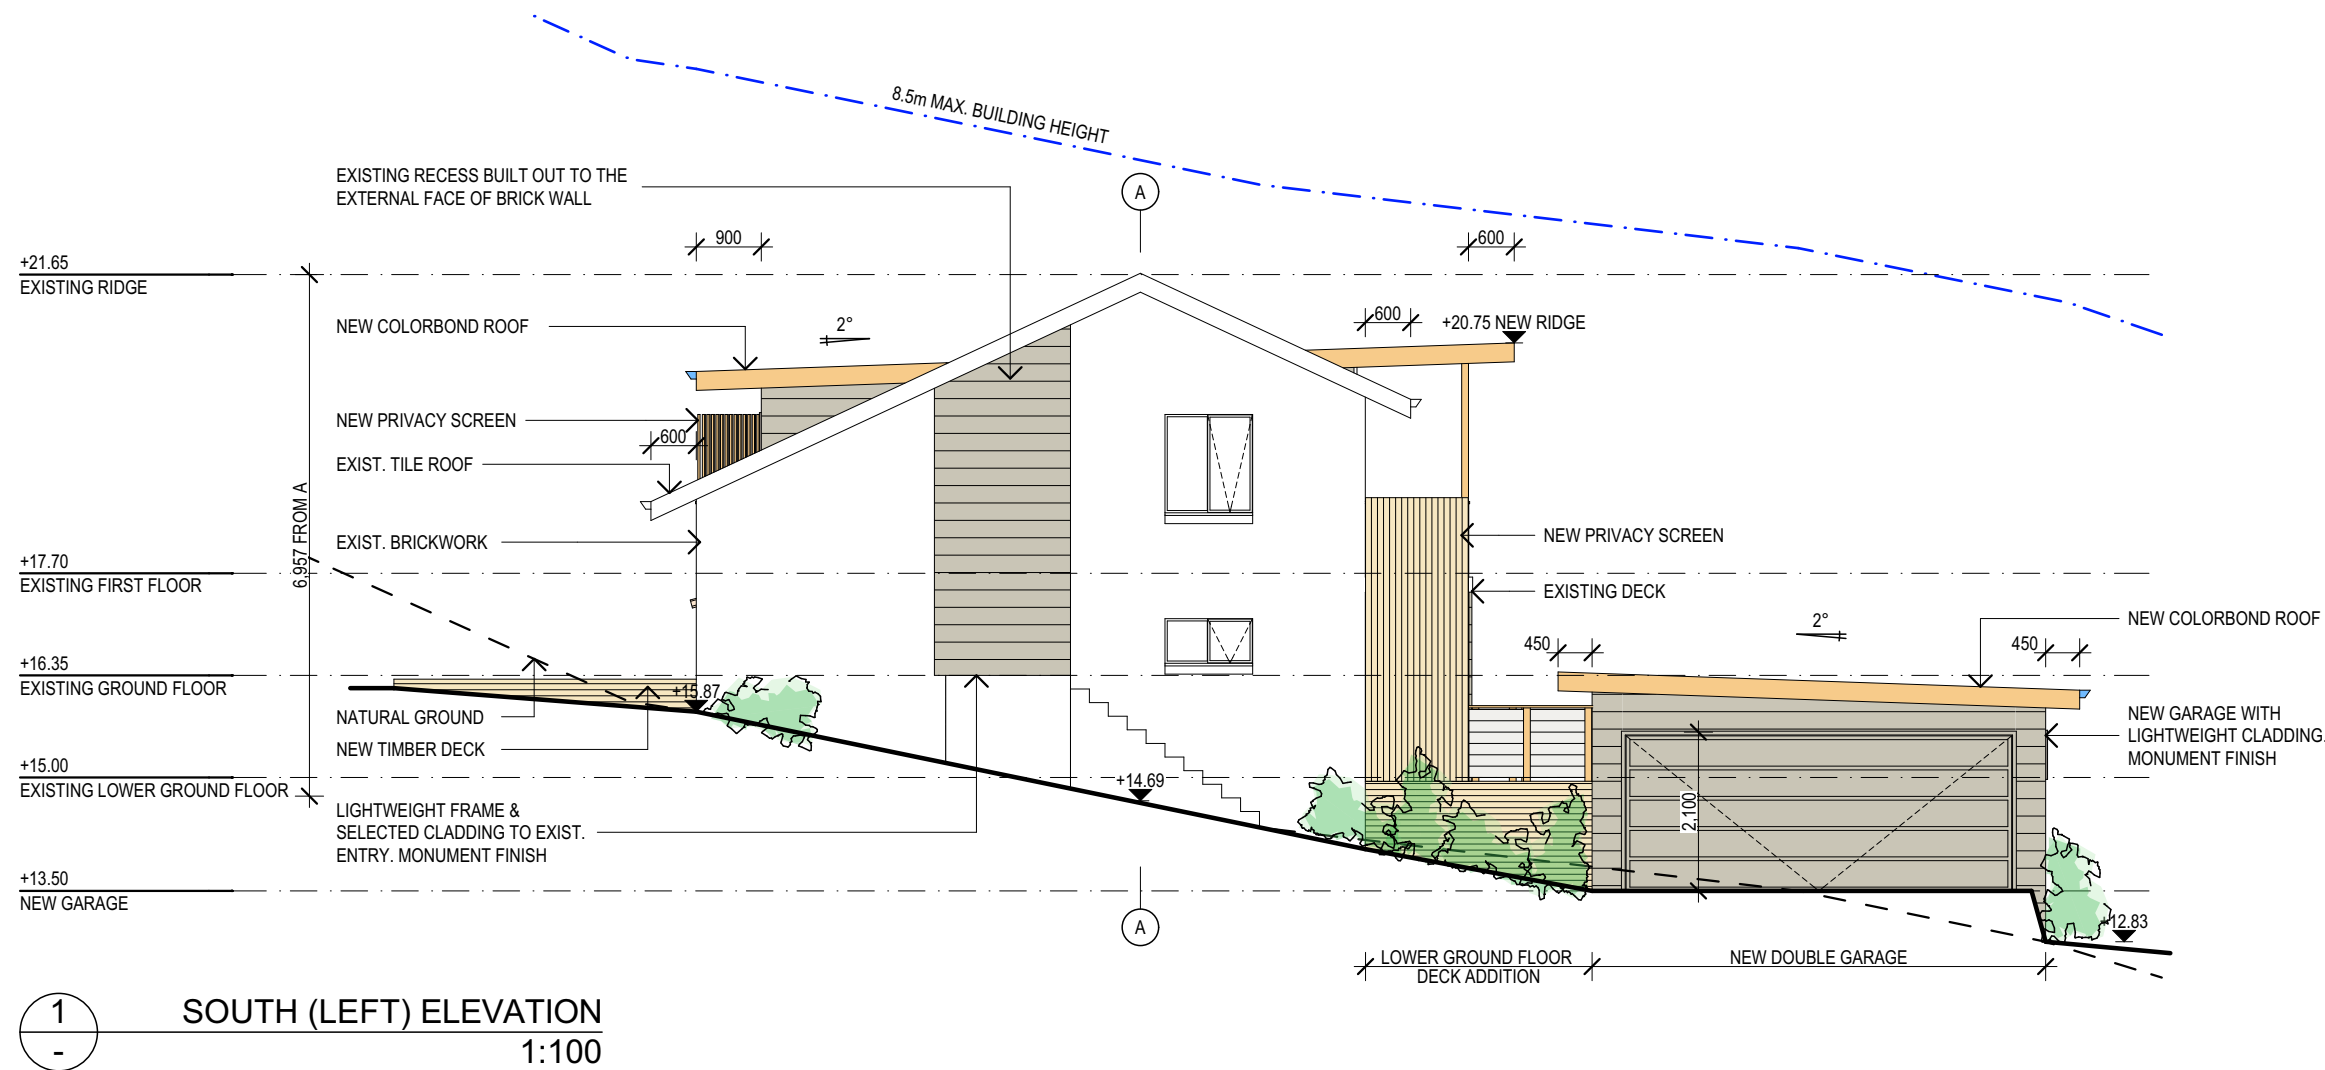 8.5m MAX. BUILDING HEIGHT
EXISTING RECESS BUILT OUT TO THE
EXTERNAL FACE OF BRICK WALL
A
900
600
+21.65
EXISTING RIDGE
NEW COLORBOND ROOF
2°
600
+20.75 NEW RIDGE
NEW PRIVACY SCREEN
600
EXIST. TILE ROOF
6,957 FROM A
EXIST. BRICKWORK
NEW PRIVACY SCREEN
+17.70
EXISTING FIRST FLOOR
EXISTING DECK
2°
NEW COLORBOND ROOF
450
450
+16.35
EXISTING GROUND FLOOR
+15.87
NATURAL GROUND
NEW TIMBER DECK
NEW GARAGE WITH
LIGHTWEIGHT CLADDING.
MONUMENT FINISH
+15.00
EXISTING LOWER GROUND FLOOR
+14.69
2,100
LIGHTWEIGHT FRAME &
SELECTED CLADDING TO EXIST.
ENTRY. MONUMENT FINISH
+13.50
NEW GARAGE
A
+12.83
LOWER GROUND FLOOR
DECK ADDITION
NEW DOUBLE GARAGE
1
-
SOUTH (LEFT) ELEVATION
1:100